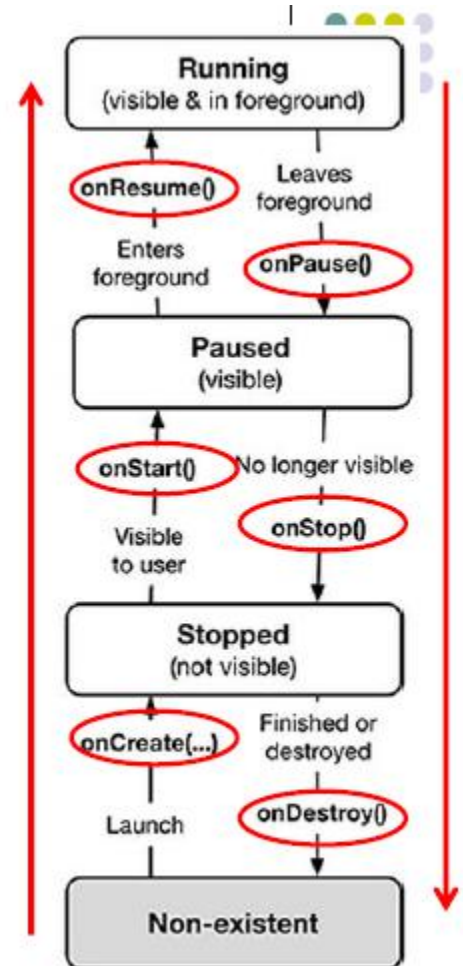 Running
(visible & in foreground)
onResume()
Leaves
foreground
Enters
foreground
onPause()
Paused
(visible)
onStart()
No longer visible
Visible
to user
onStop()
Stopped
(not visible)
onCreate(...)
Finished or
destroyed
Launch
onDestroy()
Non-existent